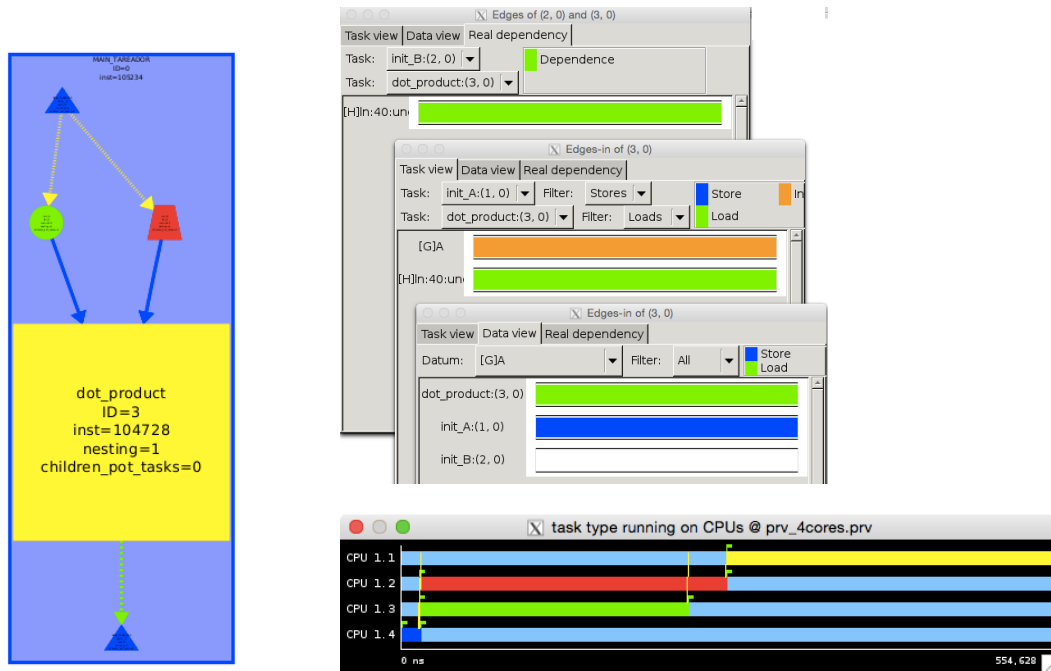 MAIN_TAREADOR
ID=0
inst=105234
dot_product
ID=3
inst=104728
nesting=1
children_pot_tasks=0
Edges of (2, 0) and (3, 0)
Task view Data view Real dependency
Task: init_B:(2, 0) Dependence
Task: dot_product:(3, 0)
[H]ln:40:un
Edges-in of (3, 0)
Task view Data view Real dependency
Task: init_A:(1, 0) Filter: Stores Store In
Task: dot_product:(3, 0) Filter: Loads Load
[G]A
[H]ln:40:un
Edges-in of (3, 0)
Task view Data view Real dependency
Datum: [G]A Filter: All Store
Load
dot_product:(3, 0)
init_A:(1, 0)
init_B:(2, 0)
task type running on CPUs @ prv_4cores.prv
CPU 1.1
CPU 1.2
CPU 1.3
CPU 1.4
0 ns 554,628